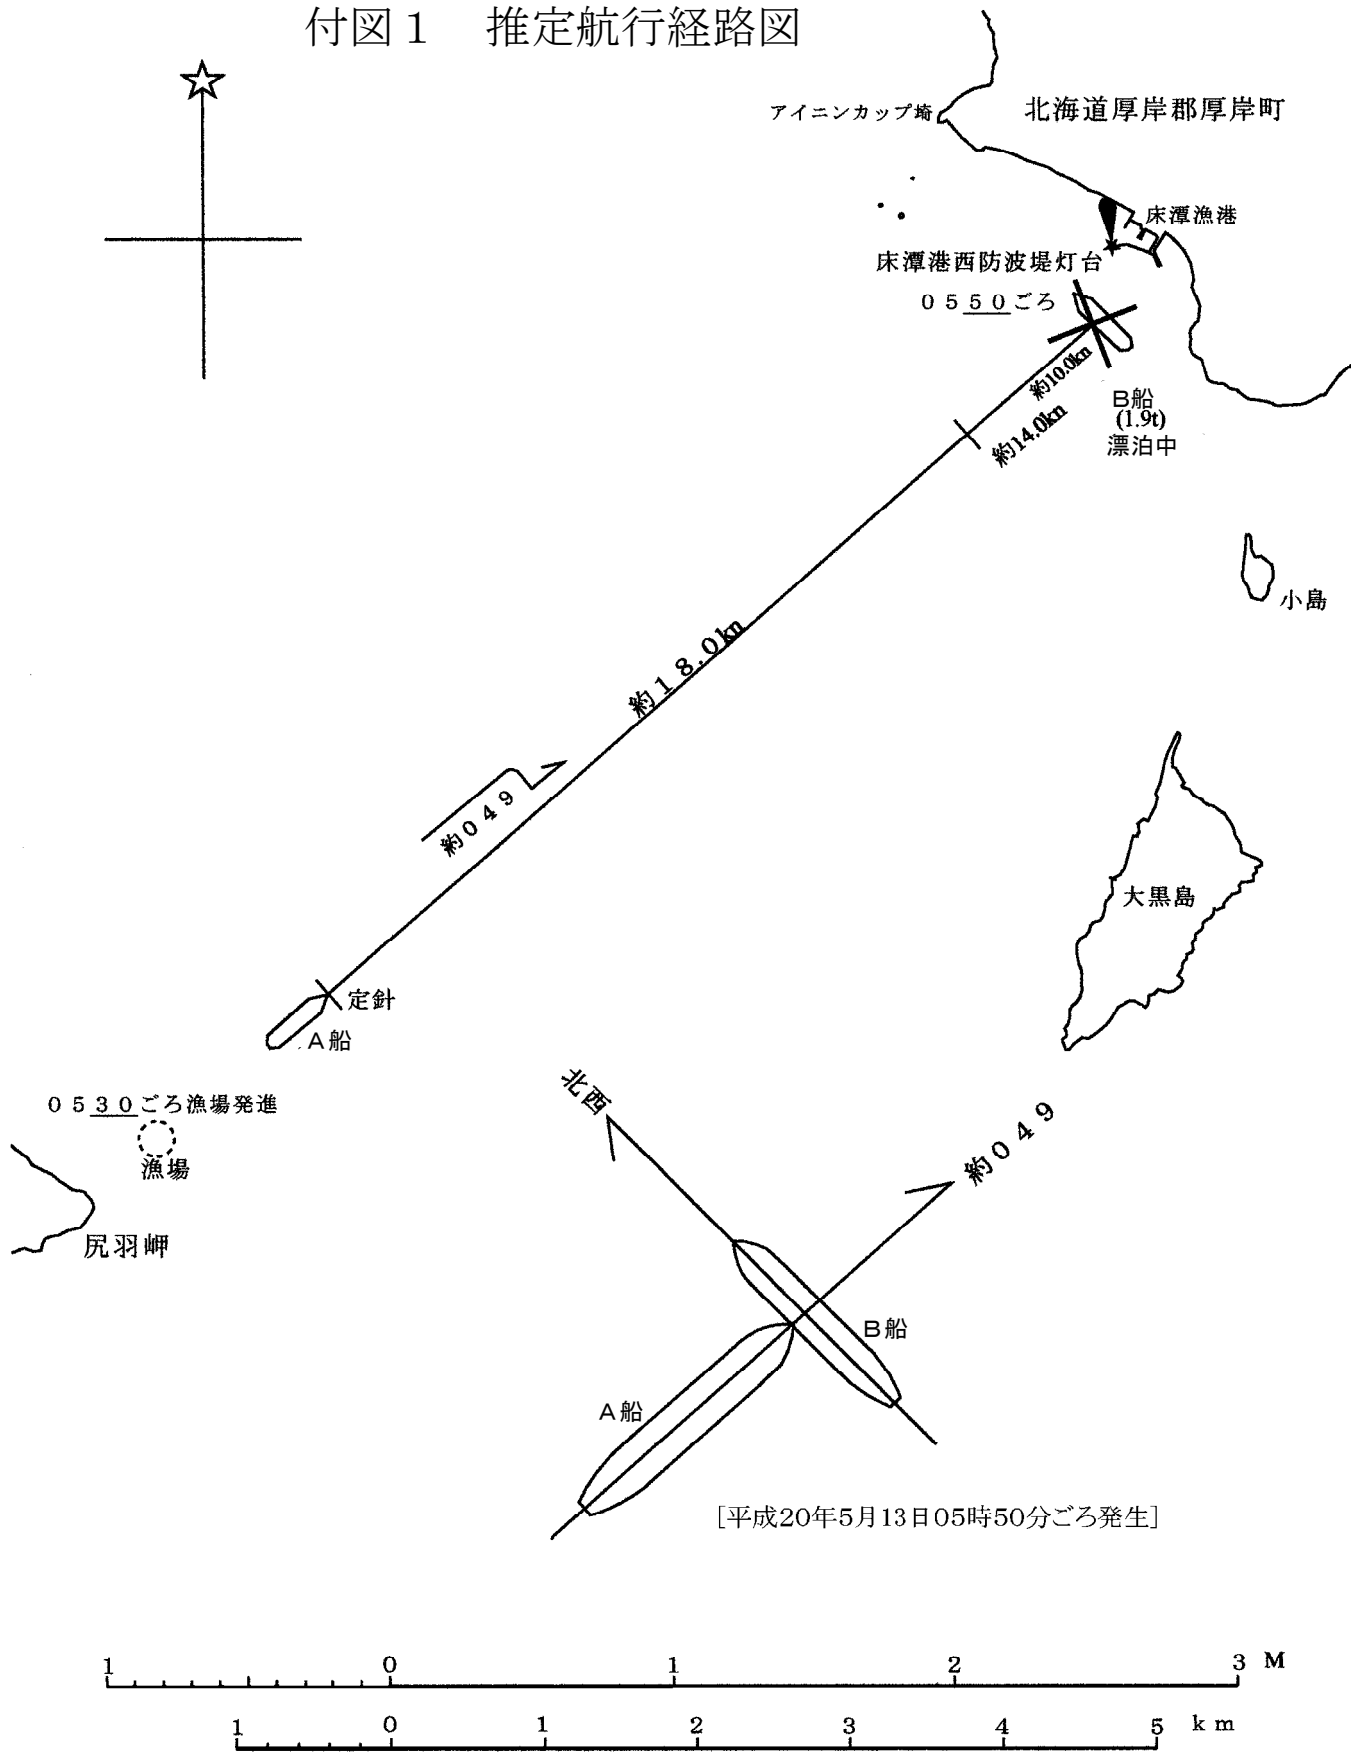 付図１　推定航行経路図
アイニンカップ埼
北海道厚岸郡厚岸町
床潭漁港
床潭港西防波堤灯台
０５５０ごろ
約10.0kn
約14.0kn
B船
(1.9t)
漂泊中
小島
約１８.０kn
約０４９
大黒島
定針
A船
０５３０ごろ漁場発進
漁場
尻羽岬
北西
約０４９
B船
A船
[平成20年5月13日05時50分ごろ発生]
1 0 1 2 3 M
1 0 1 2 3 4 5 km